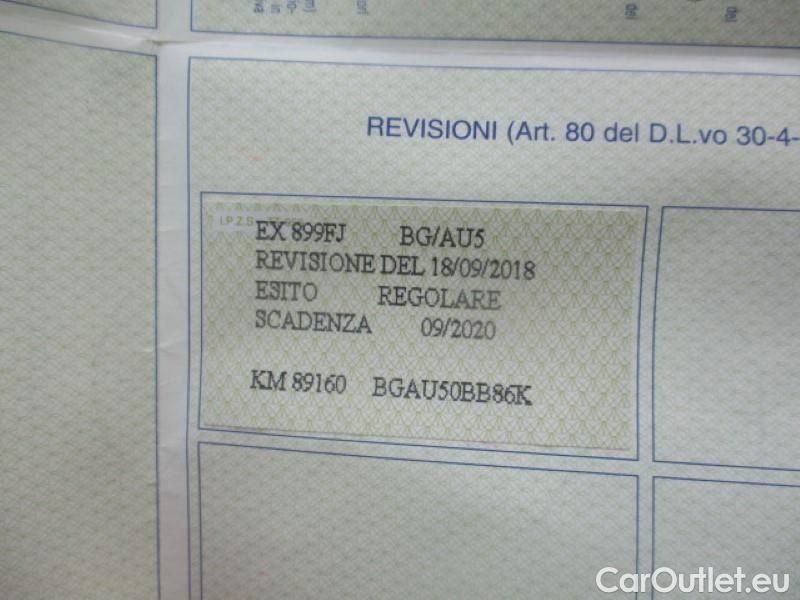 REVISIONI (Art. 80 del D.L.vo 30-4-
I.P.Z.S.
EX 899FJ BG/AU5
REVISIONE DEL 18/09/2018
ESITO REGOLARE
SCADENZA 09/2020
KM 89160 BGAU50BB86K
CarOutlet.eu